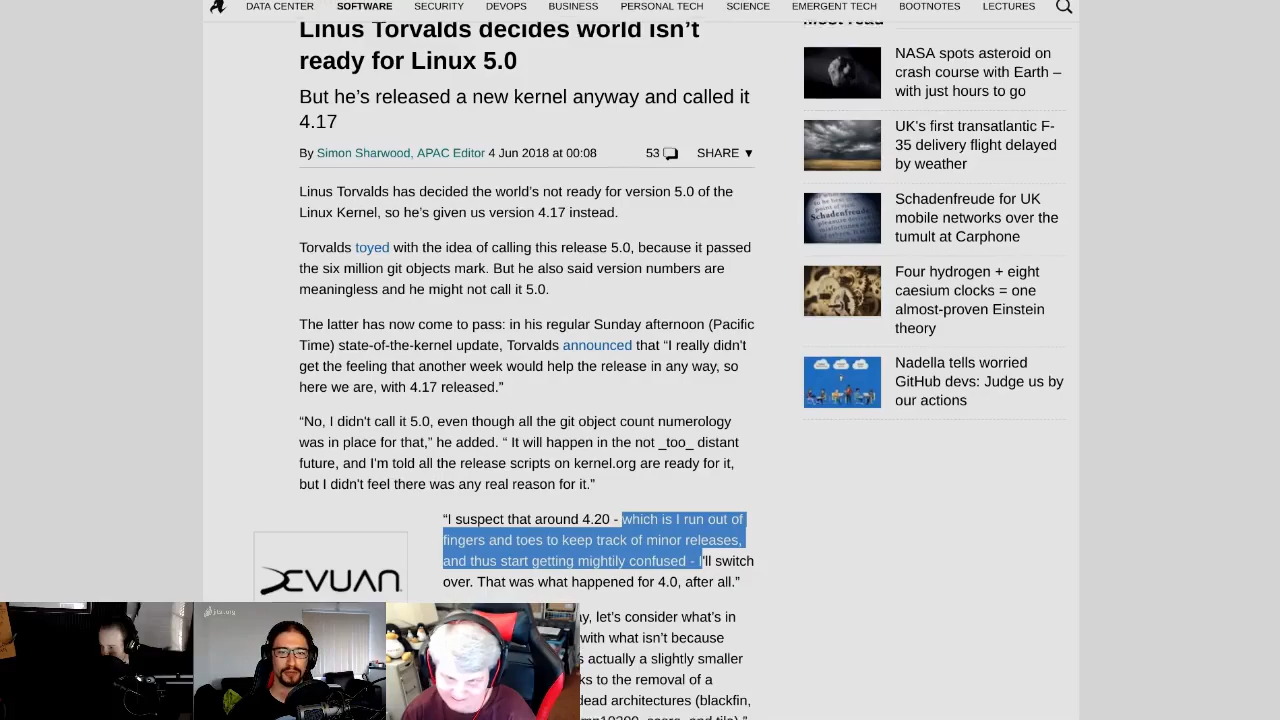 DATA CENTER SOFTWARE SECURITY DEVOPS BUSINESS PERSONAL TECH SCIENCE EMERGENT TECH BOOTNOTES LECTURES
Linus Torvalds decides world isn’t
ready for Linux 5.0
But he’s released a new kernel anyway and called it
4.17
By Simon Sharwood, APAC Editor 4 Jun 2018 at 00:08
53
SHARE ▼
Linus Torvalds has decided the world’s not ready for version 5.0 of the
Linux Kernel, so he’s given us version 4.17 instead.
Torvalds toyed with the idea of calling this release 5.0, because it passed
the six million git objects mark. But he also said version numbers are
meaningless and he might not call it 5.0.
The latter has now come to pass: in his regular Sunday afternoon (Pacific
Time) state-of-the-kernel update, Torvalds announced that “I really didn’t
get the feeling that another week would help the release in any way, so
here we are, with 4.17 released.”
“No, I didn't call it 5.0, even though all the git object count numerology
was in place for that,” he added. “ It will happen in the not _too_ distant
future, and I'm told all the release scripts on kernel.org are ready for it,
but I didn't feel there was any real reason for it.”
“I suspect that around 4.20 - which is I run out of
fingers and toes to keep track of minor releases,
and thus start getting mightily confused - I'll switch
over. That was what happened for 4.0, after all.”
DEVUAN
, let’s consider what’s in
with what isn’t because
actually a slightly smaller
to the removal of a
dead architectures (blackfin,
Most read
NASA spots asteroid on
crash course with Earth –
with just hours to go
UK's first transatlantic F-
35 delivery flight delayed
by weather
Schadenfreude for UK
mobile networks over the
tumult at Carphone
Schadenfreude
Four hydrogen + eight
caesium clocks = one
almost-proven Einstein
theory
Nadella tells worried
GitHub devs: Judge us by
our actions
jitsi.org